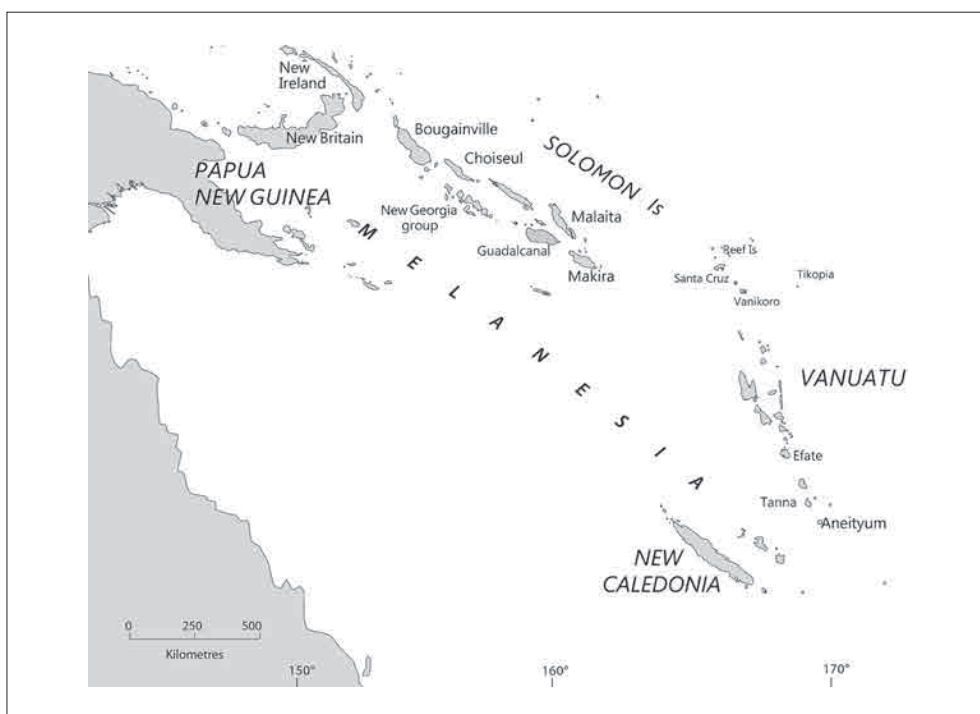 New
Ireland
New Britain
Bougainville
Choiseul
SOLOMON Is
PAPUA
NEW GUINEA
New Georgia
group
Malaita
Guadalcanal
Makira
MELANESIA
Reef Is
Santa Cruz
Tikopia
Vanikoro
VANUATU
Efate
Tanna
Aneityum
NEW
CALEDONIA
0 250 500
Kilometres
150° 160° 170°